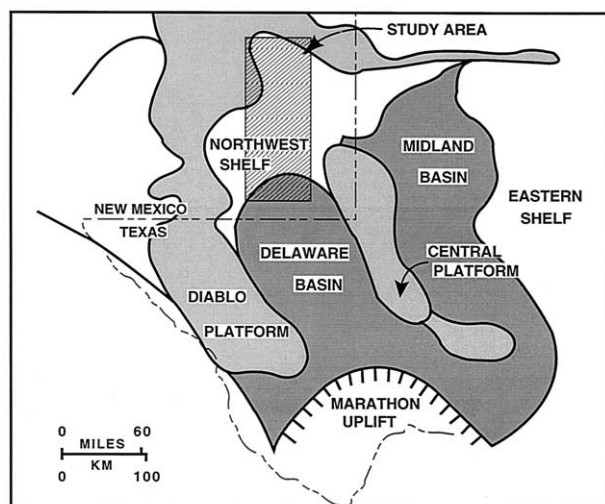 STUDY AREA
MIDLAND
BASIN
NORTHWEST
SHELF
EASTERN
SHELF
NEW MEXICO
TEXAS
DELAWARE
BASIN
CENTRAL
PLATFORM
DIABLO
PLATFORM
MARATHON
UPLIFT
0 60
MILES
KM
0 100